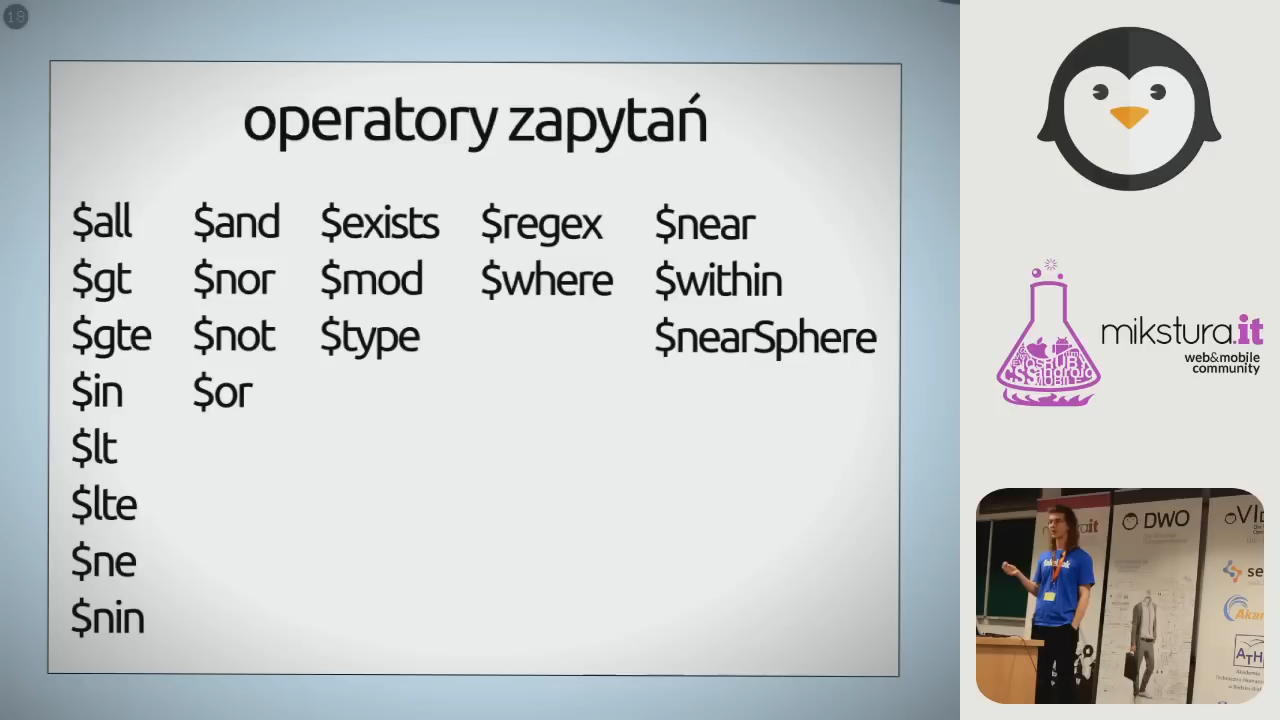 18
operatory zapytań
$all $and $exists $regex $near
$gt $nor $mod $where $within
$gte $not $type $nearSphere
$in $or
$lt
$lte
$ne
$nin
mikstura.it
web&mobile
community
DWO